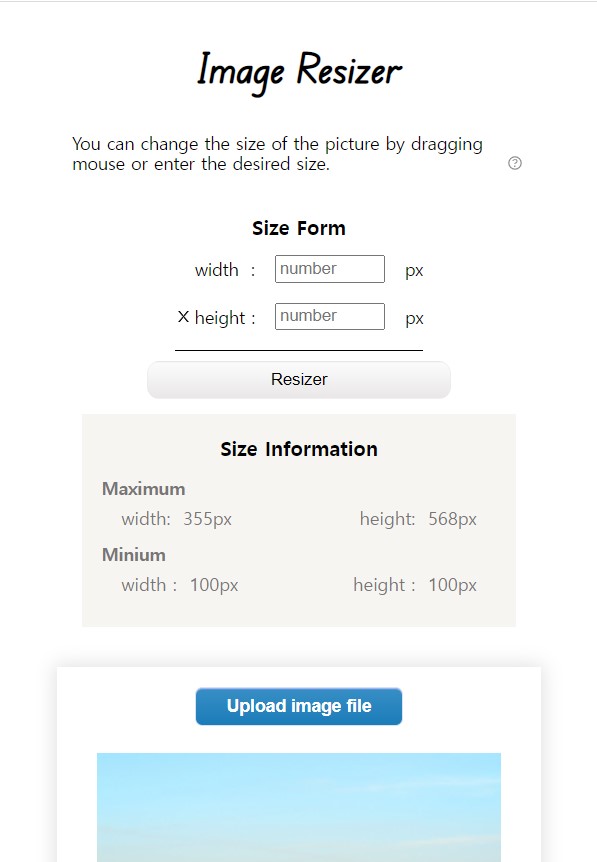 Image Resizer
You can change the size of the picture by dragging
mouse or enter the desired size.
Size Form
width : number px
X height : number px
Resizer
Size Information
Maximum
width: 355px height: 568px
Minium
width : 100px height : 100px
Upload image file